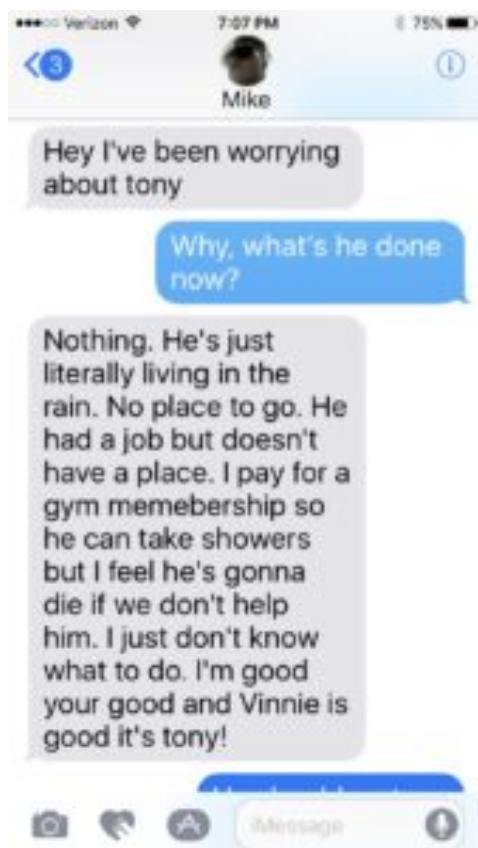 Verizon 7:07 PM 75%
3
Mike
Hey I've been worrying
about tony
Why, what's he done
now?
Nothing. He's just
literally living in the
rain. No place to go. He
had a job but doesn't
have a place. I pay for a
gym memebership so
he can take showers
but I feel he's gonna
die if we don't help
him. I just don't know
what to do. I'm good
your good and Vinnie is
good it's tony!
iMessage